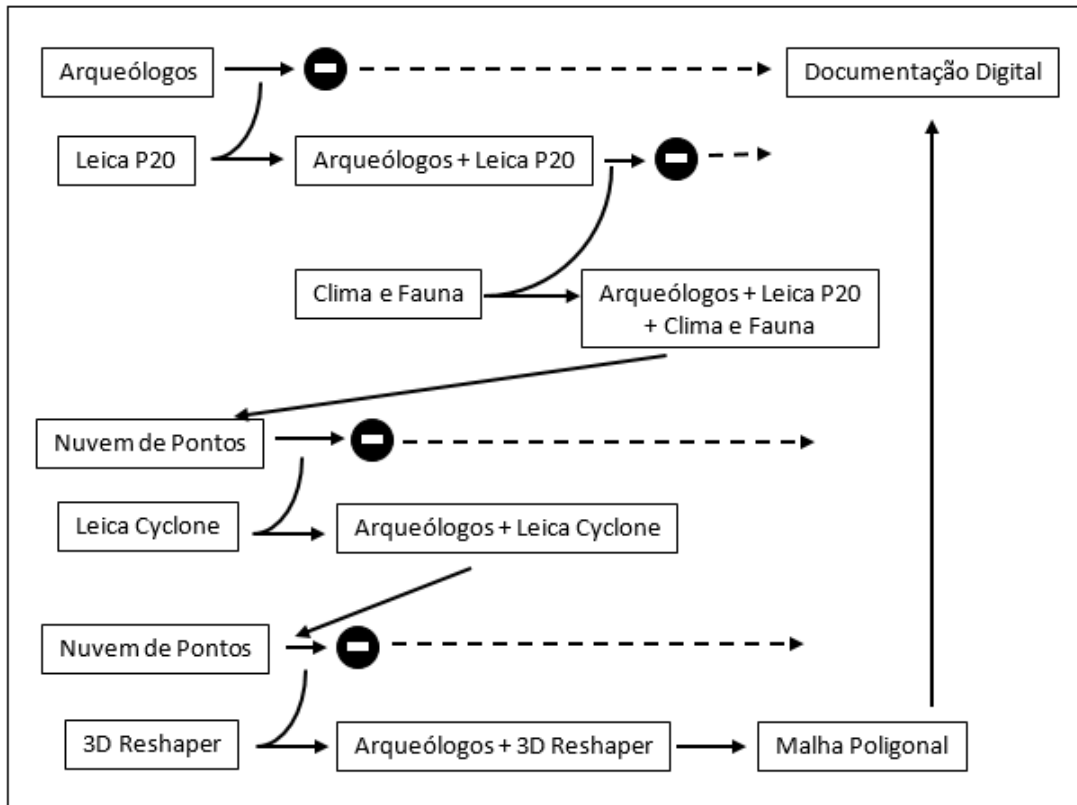 Arqueólogos
Documentação Digital
Leica P20
Arqueólogos + Leica P20
Clima e Fauna
Arqueólogos + Leica P20
+ Clima e Fauna
Nuvem de Pontos
Leica Cyclone
Arqueólogos + Leica Cyclone
Nuvem de Pontos
3D Reshaper
Arqueólogos + 3D Reshaper
Malha Poligonal